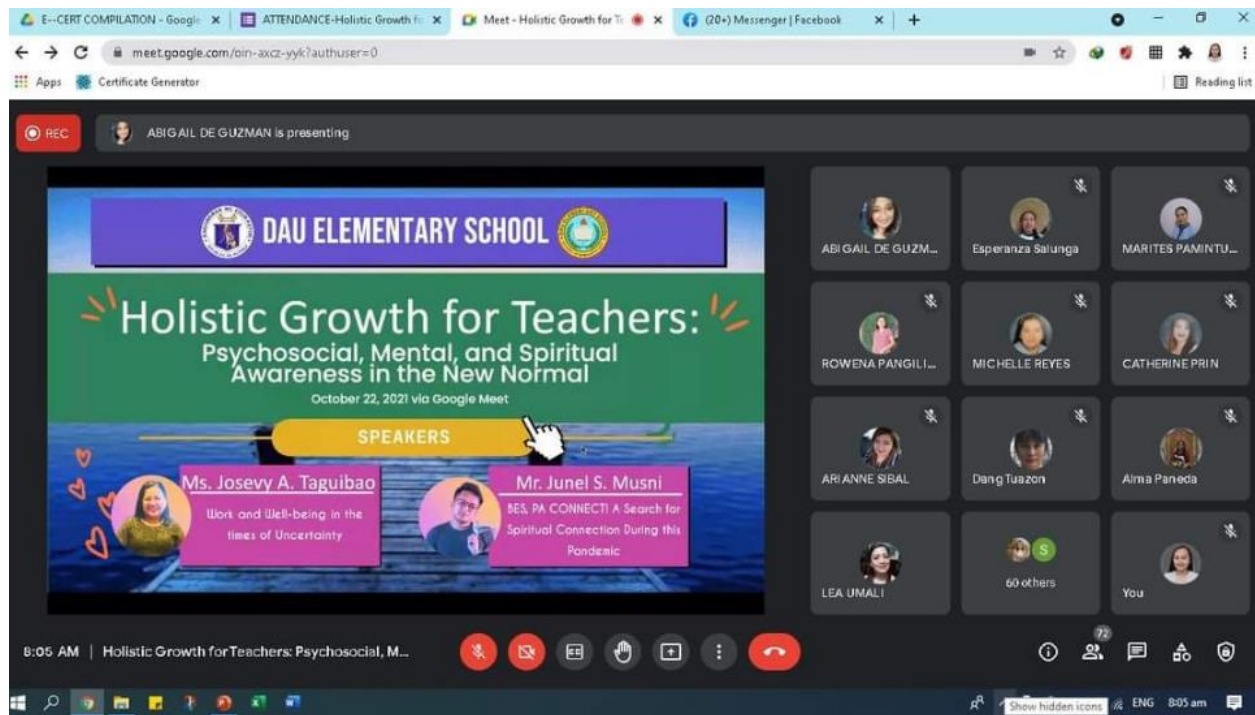 E--CERT COMPILATION - Google
ATTENDANCE-Holistic Growth fo
Meet - Holistic Growth for Te
(20+) Messenger | Facebook
meet.google.com/oin-axcz-yyk?authuser=0
Apps
Certificate Generator
Reading list
REC
ABIGAIL DE GUZMAN is presenting
DAU ELEMENTARY SCHOOL
Holistic Growth for Teachers:
Psychosocial, Mental, and Spiritual
Awareness in the New Normal
October 22, 2021 via Google Meet
SPEAKERS
Ms. Josevy A. Taguibao
Work and Well-being in the
times of Uncertainty
Mr. Junel S. Musni
BES, PA CONNECT! A Search for
Spiritual Connection During this
Pandemic
ABIGAIL DE GUZM...
Esperanza Salunga
MARITES PAMINTU...
ROWENA PANGILI...
MICHELLE REYES
CATHERINE PRIN
ARIANNE SIBAL
Dang Tuazon
Alma Paneda
LEA UMALI
S
60 others
You
8:05 AM | Holistic Growth for Teachers: Psychosocial, M...
CC
72
Show hidden icons
ENG
8:05 am